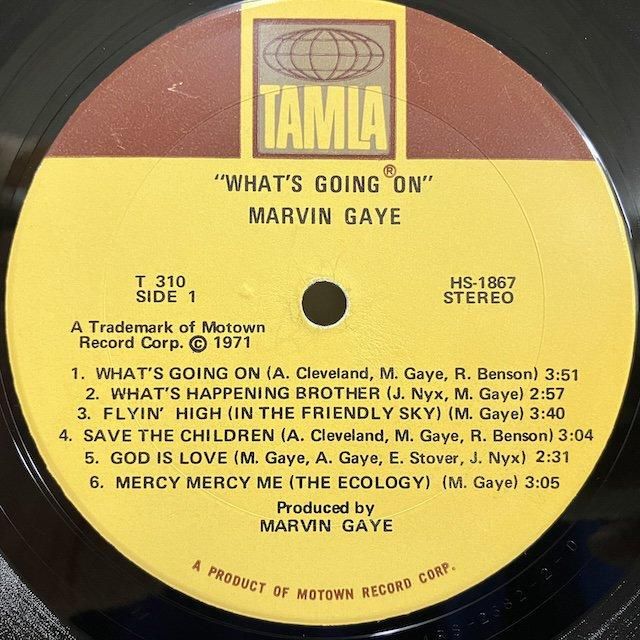 TAMLA
®
"WHAT'S GOING ON"
MARVIN GAYE
T 310
SIDE 1
HS-1867
STEREO
A Trademark of Motown
Record Corp. © 1971
1. WHAT'S GOING ON (A. Cleveland, M. Gaye, R. Benson) 3:51
2. WHAT'S HAPPENING BROTHER (J. Nyx, M. Gaye) 2:57
3. FLYIN' HIGH (IN THE FRIENDLY SKY) (M. Gaye) 3:40
4. SAVE THE CHILDREN (A. Cleveland, M. Gaye, R. Benson) 3:04
5. GOD IS LOVE (M. Gaye, A. Gaye, E. Stover, J. Nyx) 2:31
6. MERCY MERCY ME (THE ECOLOGY) (M. Gaye) 3:05
Produced by
MARVIN GAYE
A PRODUCT OF MOTOWN RECORD CORP.